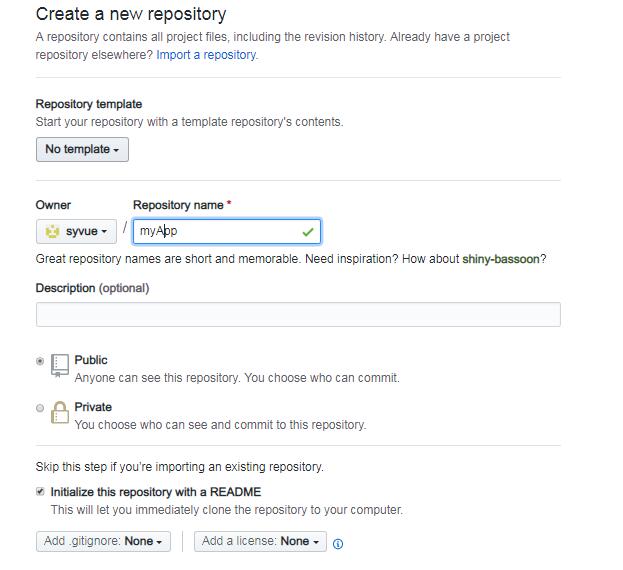 Create a new repository
A repository contains all project files, including the revision history. Already have a project
repository elsewhere? Import a repository.
Repository template
Start your repository with a template repository's contents.
No template
Owner
Repository name *
syvue
/
myApp
Great repository names are short and memorable. Need inspiration? How about shiny-bassoon?
Description (optional)
Public
Anyone can see this repository. You choose who can commit.
Private
You choose who can see and commit to this repository.
Skip this step if you're importing an existing repository.
Initialize this repository with a README
This will let you immediately clone the repository to your computer.
Add .gitignore: None
Add a license: None